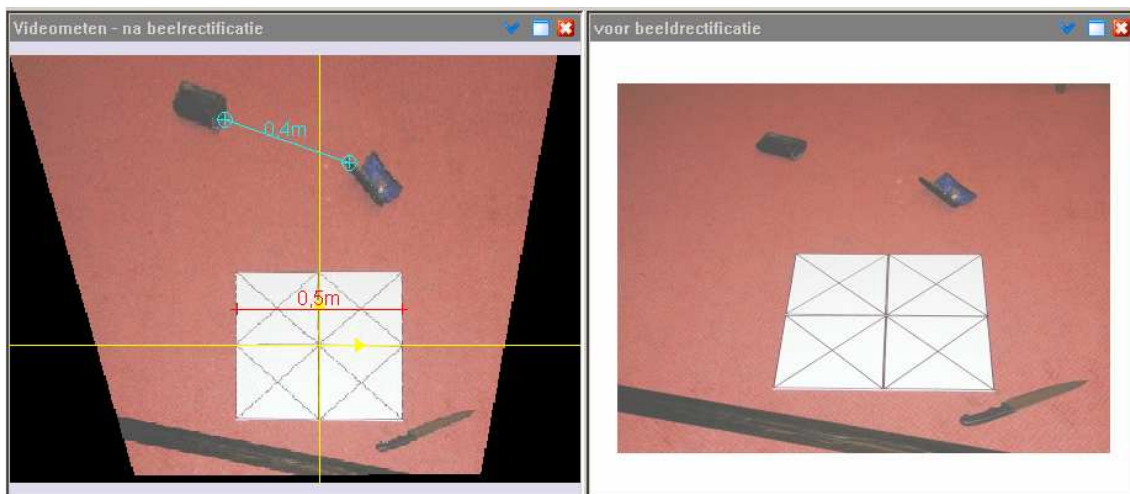 Videometen - na beelrectificatie
0,4m
0,5m
voor beeldrectificatie